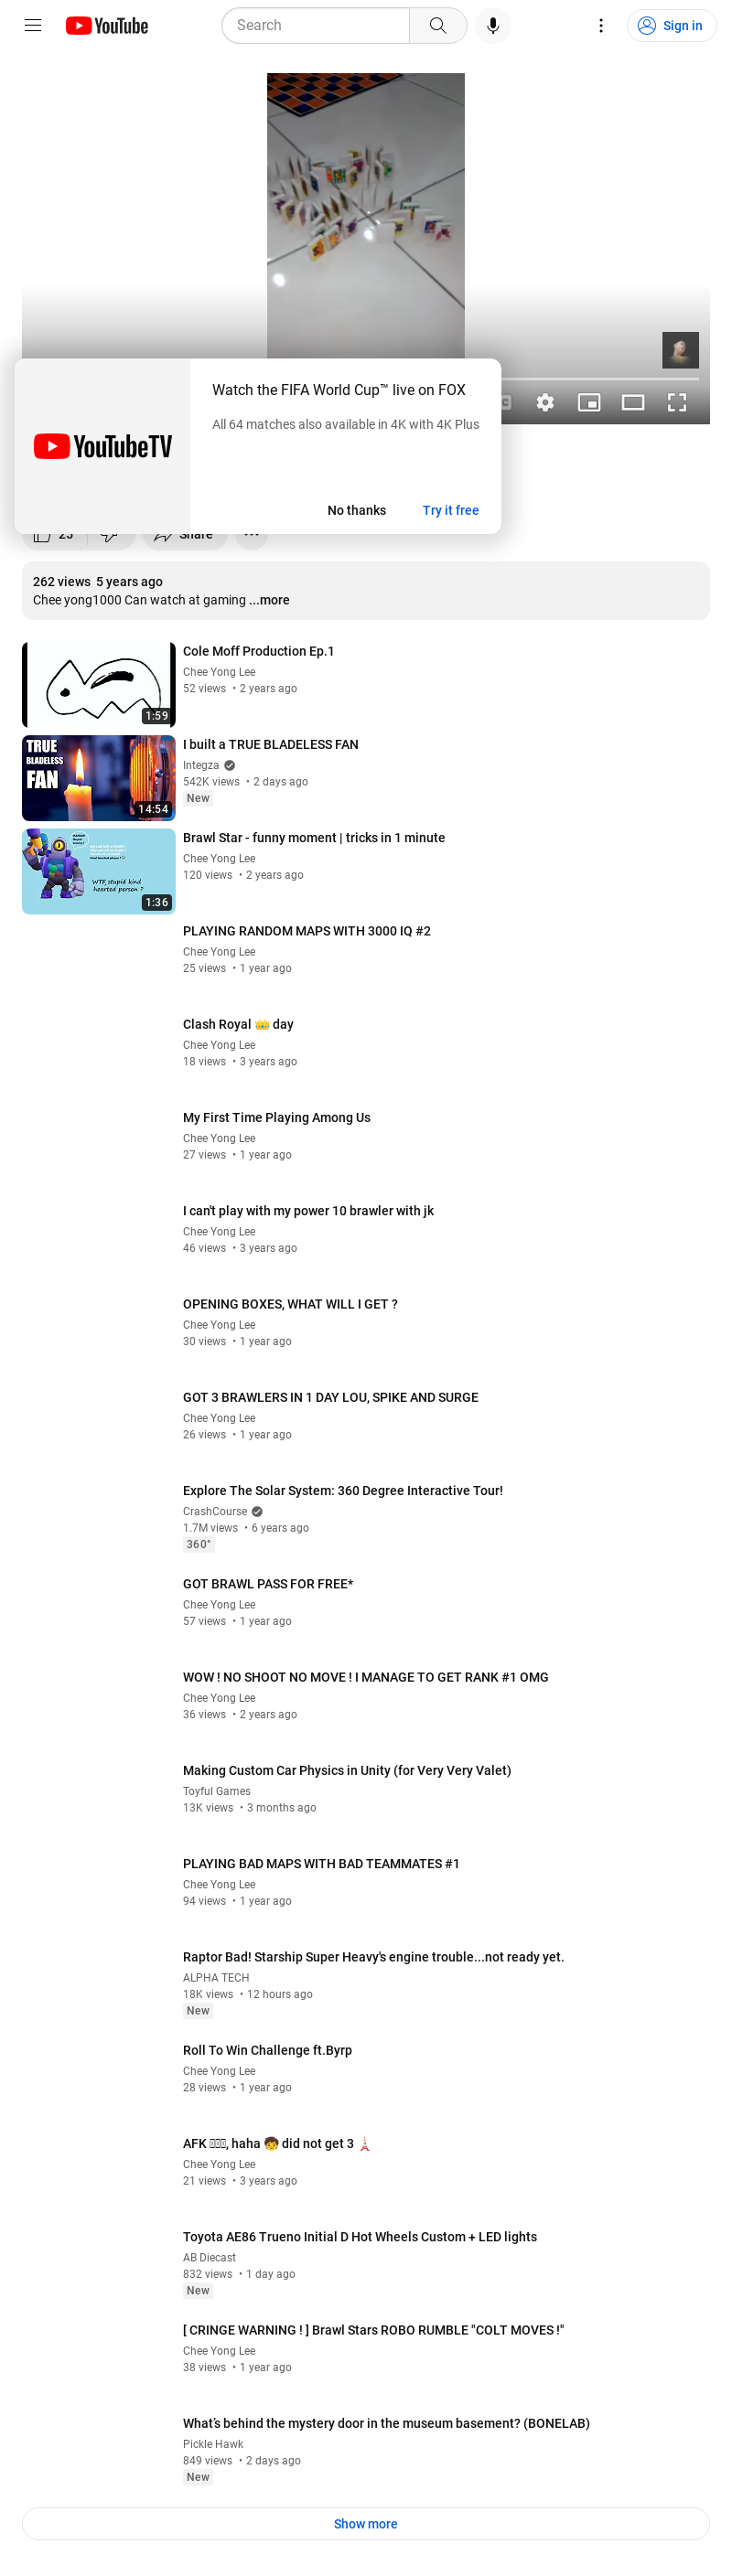 YouTube
Search
Sign in
Watch the FIFA World Cup™ live on FOX
All 64 matches also available in 4K with 4K Plus
YouTubeTV
No thanks
Try it free
25
Share
262 views 5 years ago
Chee yong1000 Can watch at gaming ...more
Cole Moff Production Ep.1
Chee Yong Lee
52 views • 2 years ago
1:59
TRUE
BLADELESS
FAN
14:54
I built a TRUE BLADELESS FAN
Integza
542K views • 2 days ago
New
WTF, stupid kind
hearted person ?
1:36
Brawl Star - funny moment | tricks in 1 minute
Chee Yong Lee
120 views • 2 years ago
PLAYING RANDOM MAPS WITH 3000 IQ #2
Chee Yong Lee
25 views • 1 year ago
Clash Royal 👑 day
Chee Yong Lee
18 views • 3 years ago
My First Time Playing Among Us
Chee Yong Lee
27 views • 1 year ago
I can't play with my power 10 brawler with jk
Chee Yong Lee
46 views • 3 years ago
OPENING BOXES, WHAT WILL I GET ?
Chee Yong Lee
30 views • 1 year ago
GOT 3 BRAWLERS IN 1 DAY LOU, SPIKE AND SURGE
Chee Yong Lee
26 views • 1 year ago
Explore The Solar System: 360 Degree Interactive Tour!
CrashCourse
1.7M views • 6 years ago
360°
GOT BRAWL PASS FOR FREE*
Chee Yong Lee
57 views • 1 year ago
WOW ! NO SHOOT NO MOVE ! I MANAGE TO GET RANK #1 OMG
Chee Yong Lee
36 views • 2 years ago
Making Custom Car Physics in Unity (for Very Very Valet)
Toyful Games
13K views • 3 months ago
PLAYING BAD MAPS WITH BAD TEAMMATES #1
Chee Yong Lee
94 views • 1 year ago
Raptor Bad! Starship Super Heavy's engine trouble...not ready yet.
ALPHA TECH
18K views • 12 hours ago
New
Roll To Win Challenge ft.Byrp
Chee Yong Lee
28 views • 1 year ago
AFK, haha 🧒 did not get 3 🗼
Chee Yong Lee
21 views • 3 years ago
Toyota AE86 Trueno Initial D Hot Wheels Custom + LED lights
AB Diecast
832 views • 1 day ago
New
[ CRINGE WARNING ! ] Brawl Stars ROBO RUMBLE "COLT MOVES !"
Chee Yong Lee
38 views • 1 year ago
What's behind the mystery door in the museum basement? (BONELAB)
Pickle Hawk
849 views • 2 days ago
New
Show more